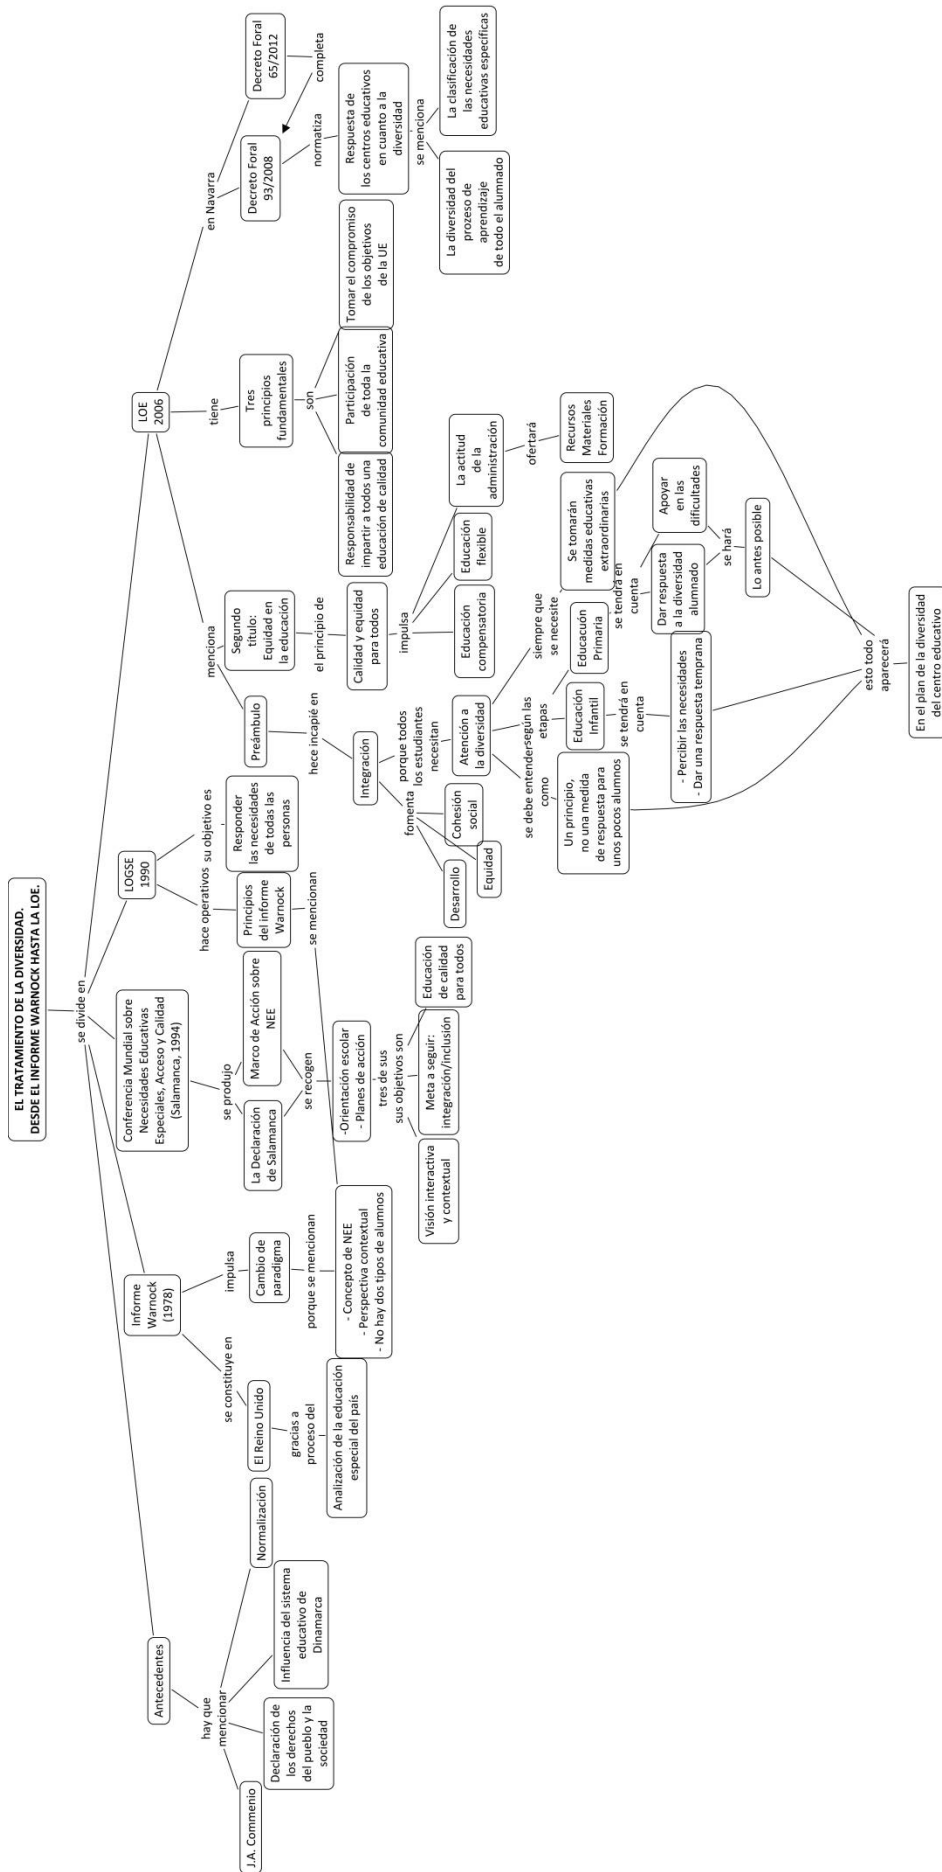 EL TRATAMIENTO DE LA DIVERSIDAD.
DESDE EL INFORME WARNOCK HASTA LA LOE.
se divide en
Antecedentes
hay que
mencionar
J.A. Commenio
Declaración de
los derechos
del pueblo y la
sociedad
Influencia del sistema
educativo de
Dinamarca
Normalización
Informe
Warnock
(1978)
se constituye en
El Reino Unido
gracias a
proceso del
Analización de la educación
especial del país
impulsa
Cambio de
paradigma
porque se mencionan
- Concepto de NEE
- Perspectiva contextual
- No hay dos tipos de alumnos
Conferencia Mundial sobre
Necesidades Educativas
Especiales, Acceso y Calidad
(Salamanca, 1994)
se produjo
La Declaración
de Salamanca
Marco de Acción sobre
NEE
se recogen
-Orientación escolar
- Planes de acción
tres de sus
sus objetivos son
Visión interactiva
y contextual
Meta a seguir:
integración/inclusión
Educación
de calidad
para todos
LOGSE
1990
hace operativos
Principios
del informe
Warnock
se mencionan
su objetivo es
Responder
las necesidades
de todas las
personas
LOE
2006
menciona
Preámbulo
hace incapié en
Integración
fomenta
Desarrollo
Equidad
Cohesión
social
porque todos
los estudiantes
necesitan
Atención a
la diversidad
se debe entender
como
Un principio,
no una medida
de respuesta para
unos pocos alumnos
según las
etapas
Educación
Infantil
se tendrá en
cuenta
- Percibir las necesidades
- Dar una respuesta temprana
Educacuón
Primaria
se tendrá en
cuenta
Dar respuesta
a la diversidad
alumnado
Apoyar
en las
dificultades
se hará
Lo antes posible
siempre que
se necesite
Se tomarán
medidas educativas
extraordinarias
esto todo
aparecerá
En el plan de la diversidad
del centro educativo
Segundo
título:
Equidad en
la educación
el principio de
Calidad y equidad
para todos
impulsa
Educación
compensatoria
Educación
flexible
La actitud
de la
administración
ofertará
Recursos
Materiales
Formación
tiene
Tres
principios
fundamentales
son
Responsabilidad de
impartir a todos una
educación de calidad
Participación
de toda la
comunidad educativa
Tomar el compromiso
de los objetivos
de la UE
en Navarra
Decreto Foral
93/2008
Decreto Foral
65/2012
completa
normatiza
Respuesta de
los centros educativos
en cuanto a la
diversidad
se menciona
La diversidad del
prozeso de
aprendizaje
de todo el alumnado
La clasificación de
las necesidades
educativas específicas